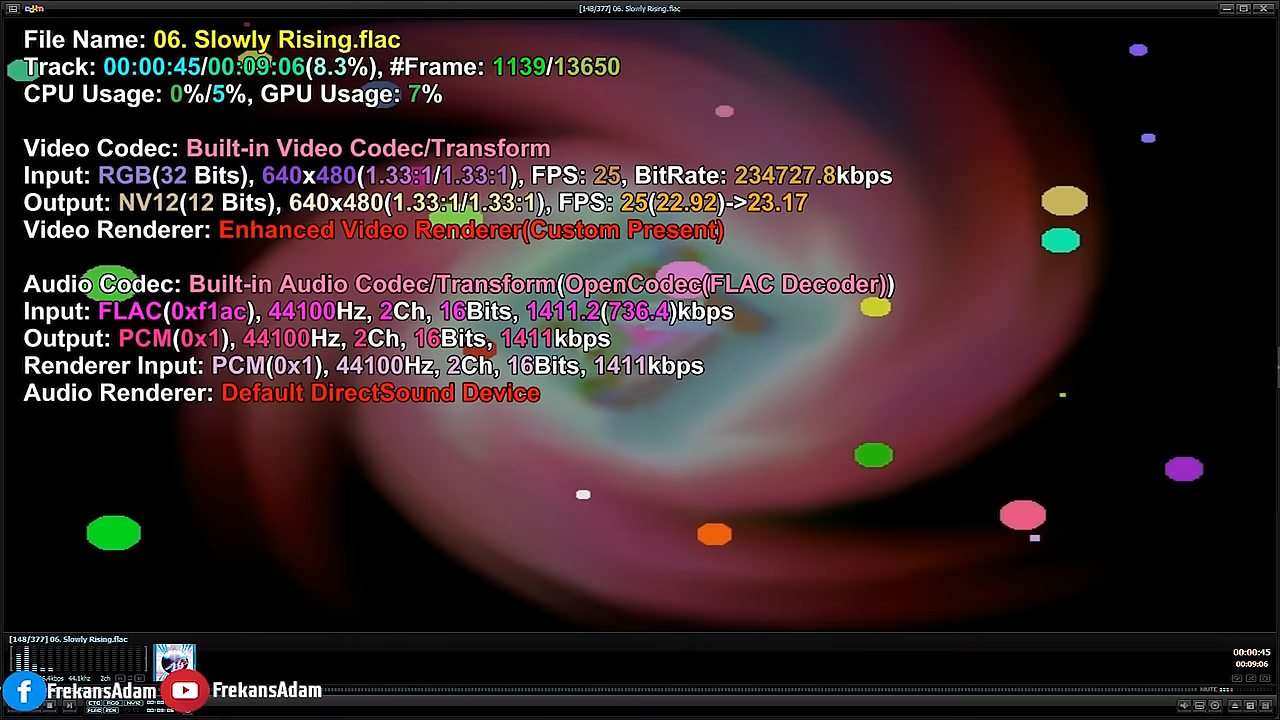 [148/377] 06. Slowly Rising.flac
File Name: 06. Slowly Rising.flac
Track: 00:00:45/00:09:06(8.3%), #Frame: 1139/13650
CPU Usage: 0%/5%, GPU Usage: 7%
Video Codec: Built-in Video Codec/Transform
Input: RGB(32 Bits), 640x480(1.33:1/1.33:1), FPS: 25, BitRate: 234727.8kbps
Output: NV12(12 Bits), 640x480(1.33:1/1.33:1), FPS: 25(22.92)->23.17
Video Renderer: Enhanced Video Renderer(Custom Present)
Audio Codec: Built-in Audio Codec/Transform(OpenCodec(FLAC Decoder))
Input: FLAC(0xf1ac), 44100Hz, 2Ch, 16Bits, 1411.2(736.4)kbps
Output: PCM(0x1), 44100Hz, 2Ch, 16Bits, 1411kbps
Renderer Input: PCM(0x1), 44100Hz, 2Ch, 16Bits, 1411kbps
Audio Renderer: Default DirectSound Device
[148/377] 06. Slowly Rising.flac
00:00:45
00:09:06
44.1khz 2ch
FrekansAdam FrekansAdam
MUTE